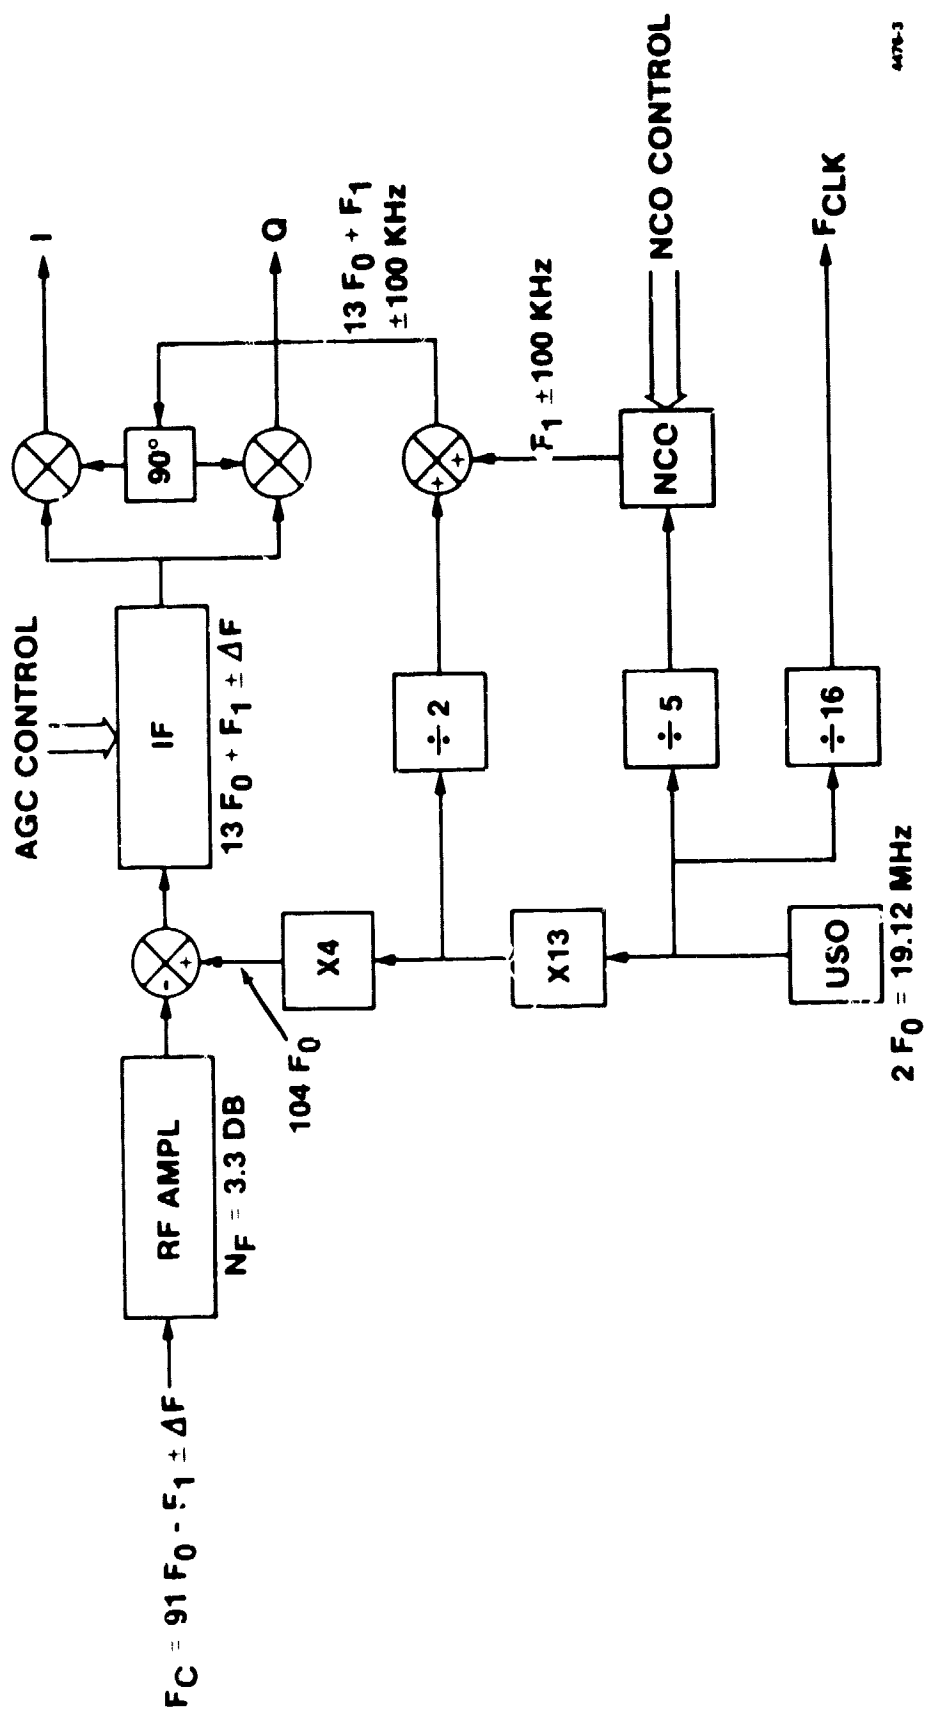 AGC CONTROL
I
Q
FC = 91 F0 - F1 ± ΔF
RF AMPL
NF = 3.3 DB
-
+
IF
13 F0 + F1 ± ΔF
90°
13 F0 + F1
±100 KHz
104 F0
X4
÷ 2
+
+
F1 ±100 KHz
X13
÷ 5
NCO
NCO CONTROL
USO
2 F0 = 19.12 MHz
÷16
FCLK
4476-3